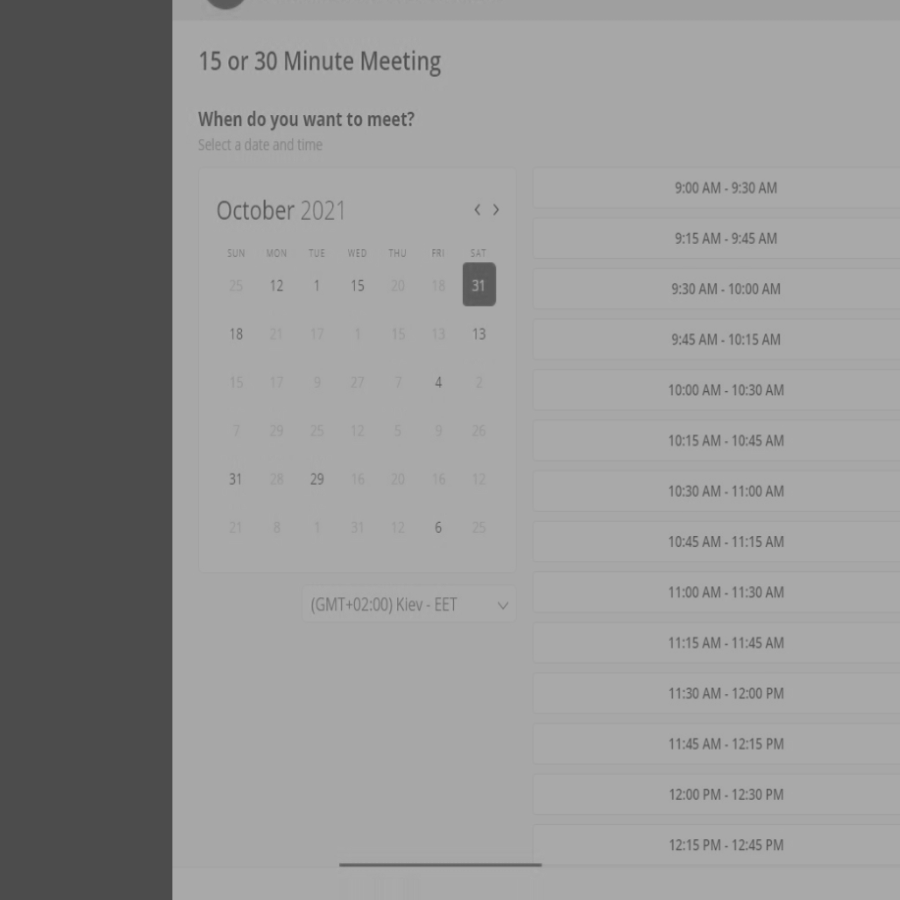 15 or 30 Minute Meeting
When do you want to meet?
Select a date and time
October 2021
SUN MON TUE WED THU FRI SAT
25 12 1 15 20 18 31
18 21 17 1 15 13 13
15 17 9 27 7 4 2
7 29 25 12 5 9 26
31 28 29 16 20 16 12
21 8 1 31 12 6 25
(GMT+02:00) Kiev - EET
9:00 AM - 9:30 AM
9:15 AM - 9:45 AM
9:30 AM - 10:00 AM
9:45 AM - 10:15 AM
10:00 AM - 10:30 AM
10:15 AM - 10:45 AM
10:30 AM - 11:00 AM
10:45 AM - 11:15 AM
11:00 AM - 11:30 AM
11:15 AM - 11:45 AM
11:30 AM - 12:00 PM
11:45 AM - 12:15 PM
12:00 PM - 12:30 PM
12:15 PM - 12:45 PM